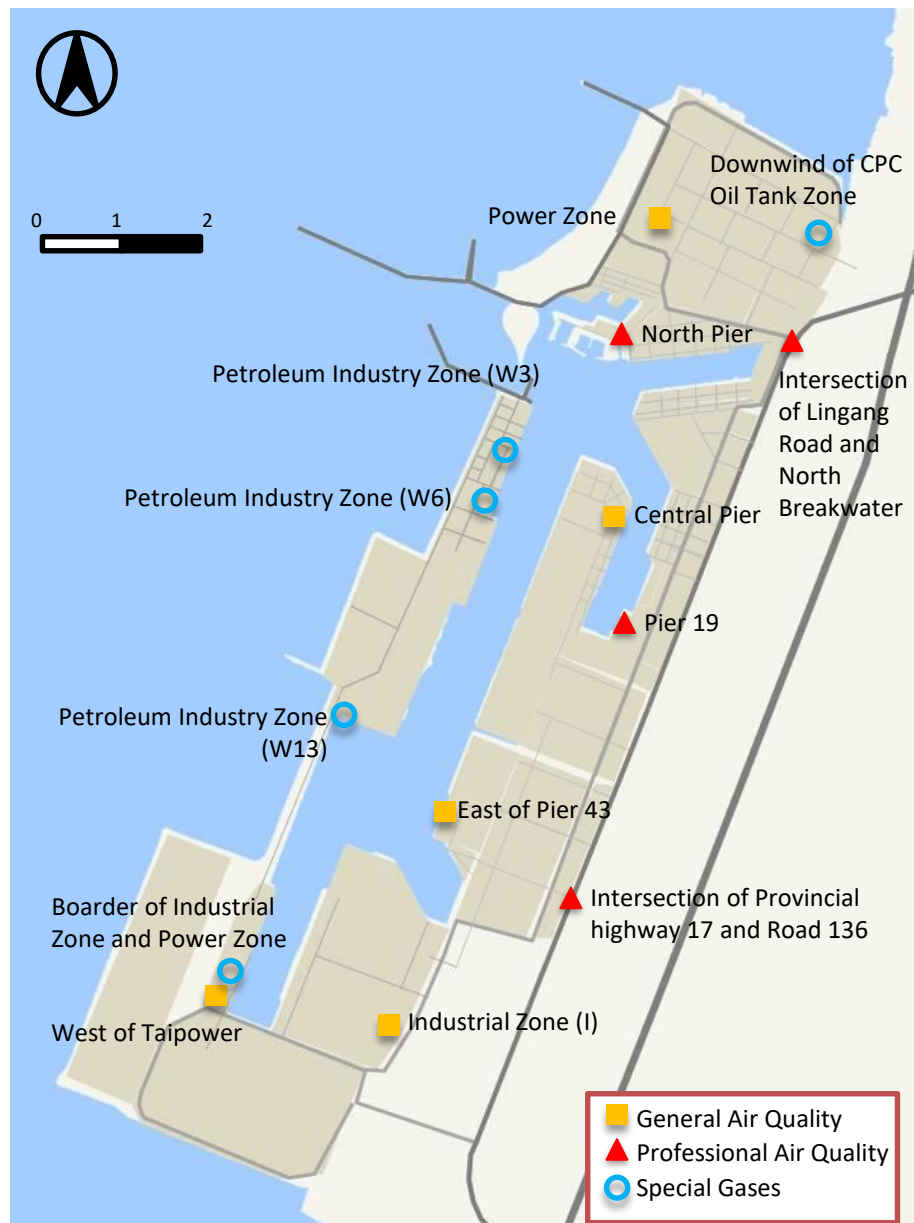 Downwind of CPC
Oil Tank Zone
0 1 2
Power Zone
North Pier
Petroleum Industry Zone (W3)
Intersection
of Lingang
Road and
North
Breakwater
Petroleum Industry Zone (W6)
Central Pier
Pier 19
Petroleum Industry Zone
(W13)
East of Pier 43
Boarder of Industrial
Zone and Power Zone
Intersection of Provincial
highway 17 and Road 136
West of Taipower
Industrial Zone (I)
General Air Quality
Professional Air Quality
Special Gases